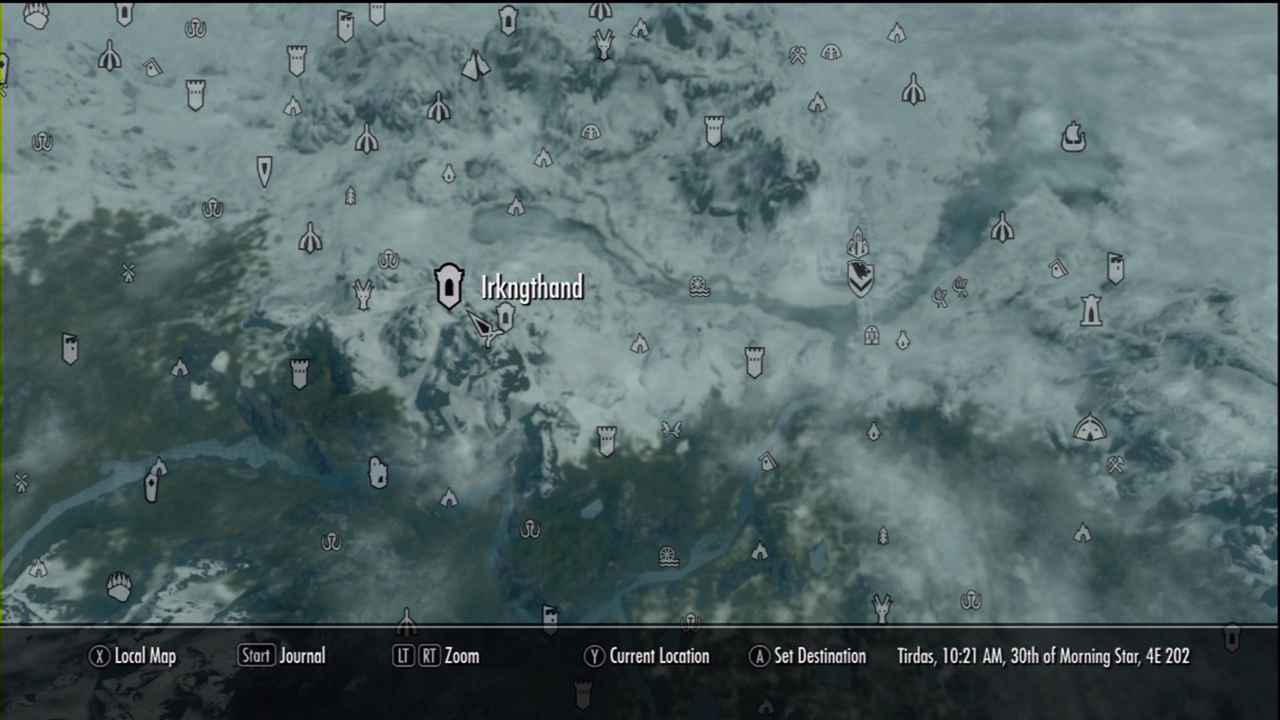 Irkngthand
X Local Map
Start Journal
LT RT Zoom
Y Current Location
A Set Destination
Tirdas, 10:21 AM, 30th of Morning Star, 4E 202